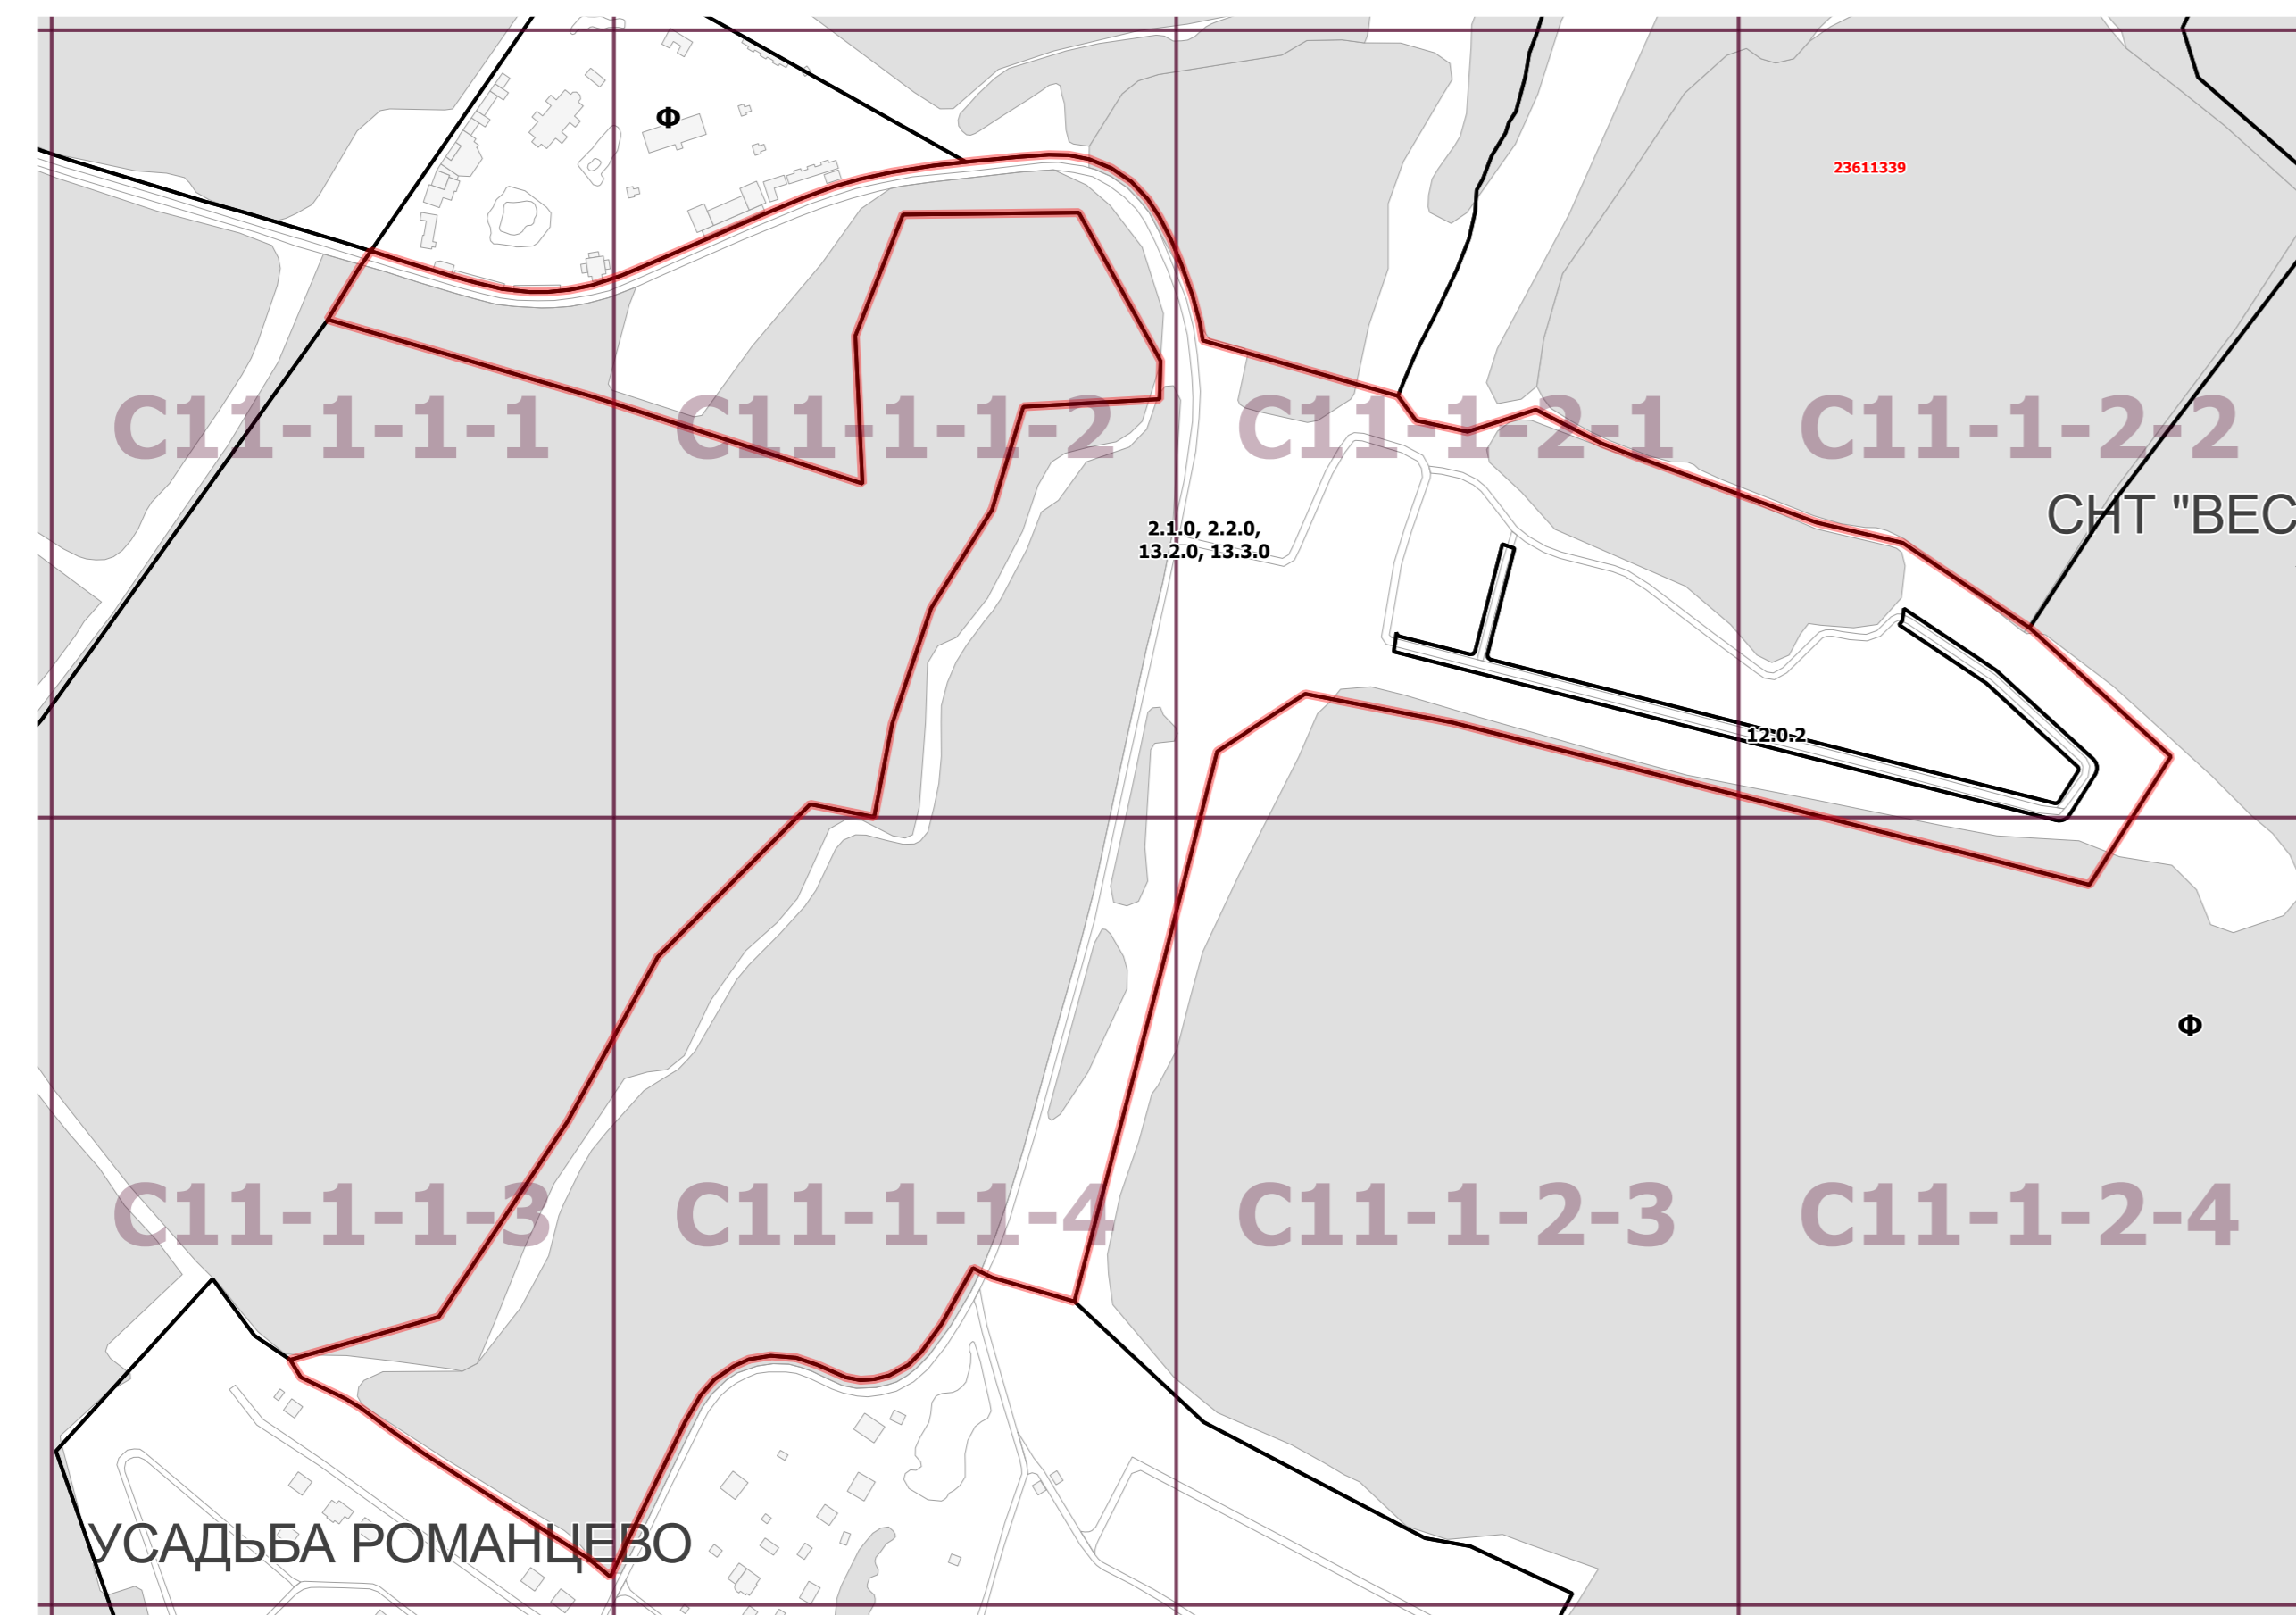 Ф
23611339
С11-1-1-1
С11-1-1-2
С11-1-2-1
С11-1-2-2
СНТ "ВЕС
2.1.0, 2.2.0,
13.2.0, 13.3.0
12.0.2
Ф
С11-1-1-3
С11-1-1-4
С11-1-2-3
С11-1-2-4
УСАДЬБА РОМАНЦЕВО